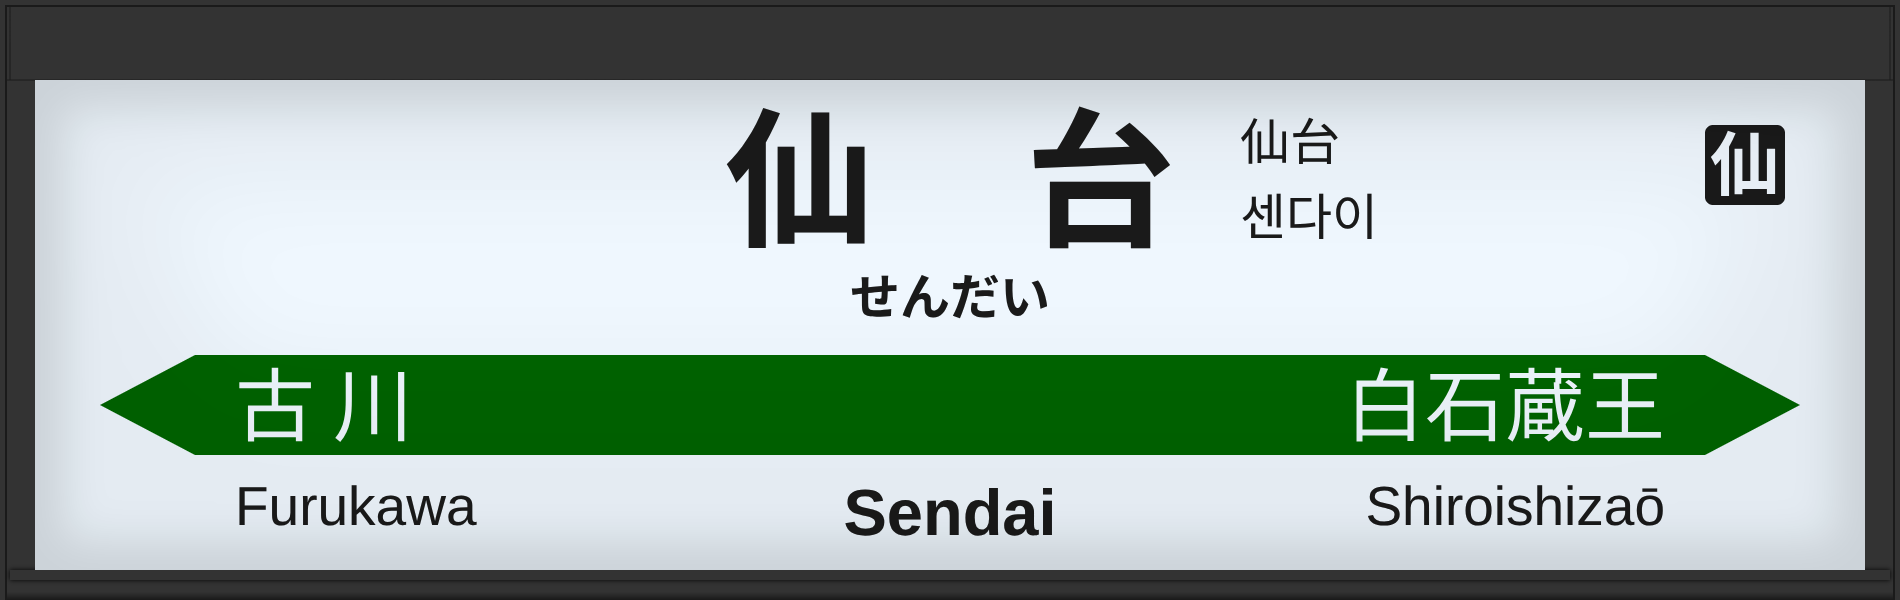 仙台
仙台
센다이
仙
せんだい
古川
白石蔵王
Furukawa
Sendai
Shiroishizaō